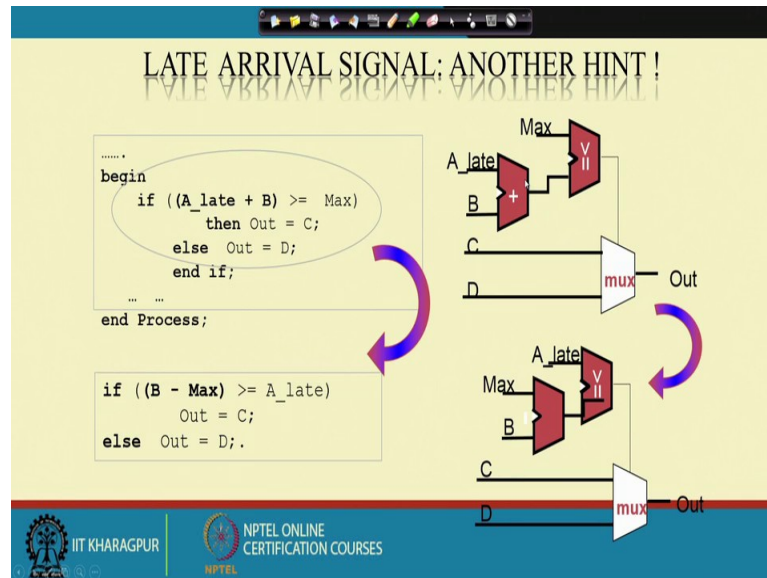 LATE ARRIVAL SIGNAL: ANOTHER HINT !
.......
begin
if ((A_late + B) >= Max)
then Out = C;
else Out = D;
end if;
... ...
end Process;
if ((B - Max) >= A_late)
Out = C;
else Out = D;.
Max
>=
A_late
+
B
C
D
mux
Out
A_late
>=
Max
B
C
D
mux
Out
IIT KHARAGPUR
NPTEL
NPTEL ONLINE
CERTIFICATION COURSES